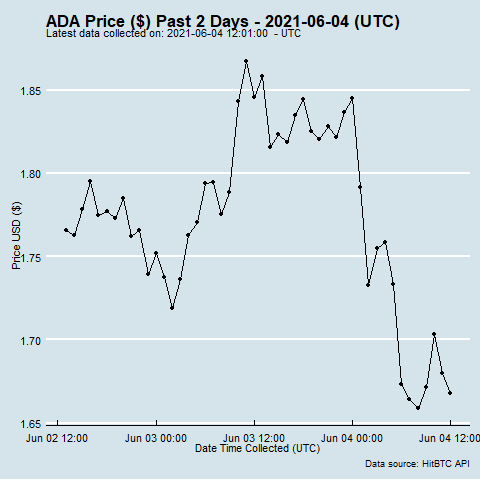 ADA Price ($) Past 2 Days - 2021-06-04 (UTC)
Latest data collected on: 2021-06-04 12:01:00  - UTC
Price USD ($)
1.85
1.80
1.75
1.70
1.65
Jun 02 12:00
Jun 03 00:00
Jun 03 12:00
Jun 04 00:00
Jun 04 12:00
Date Time Collected (UTC)
Data source: HitBTC API